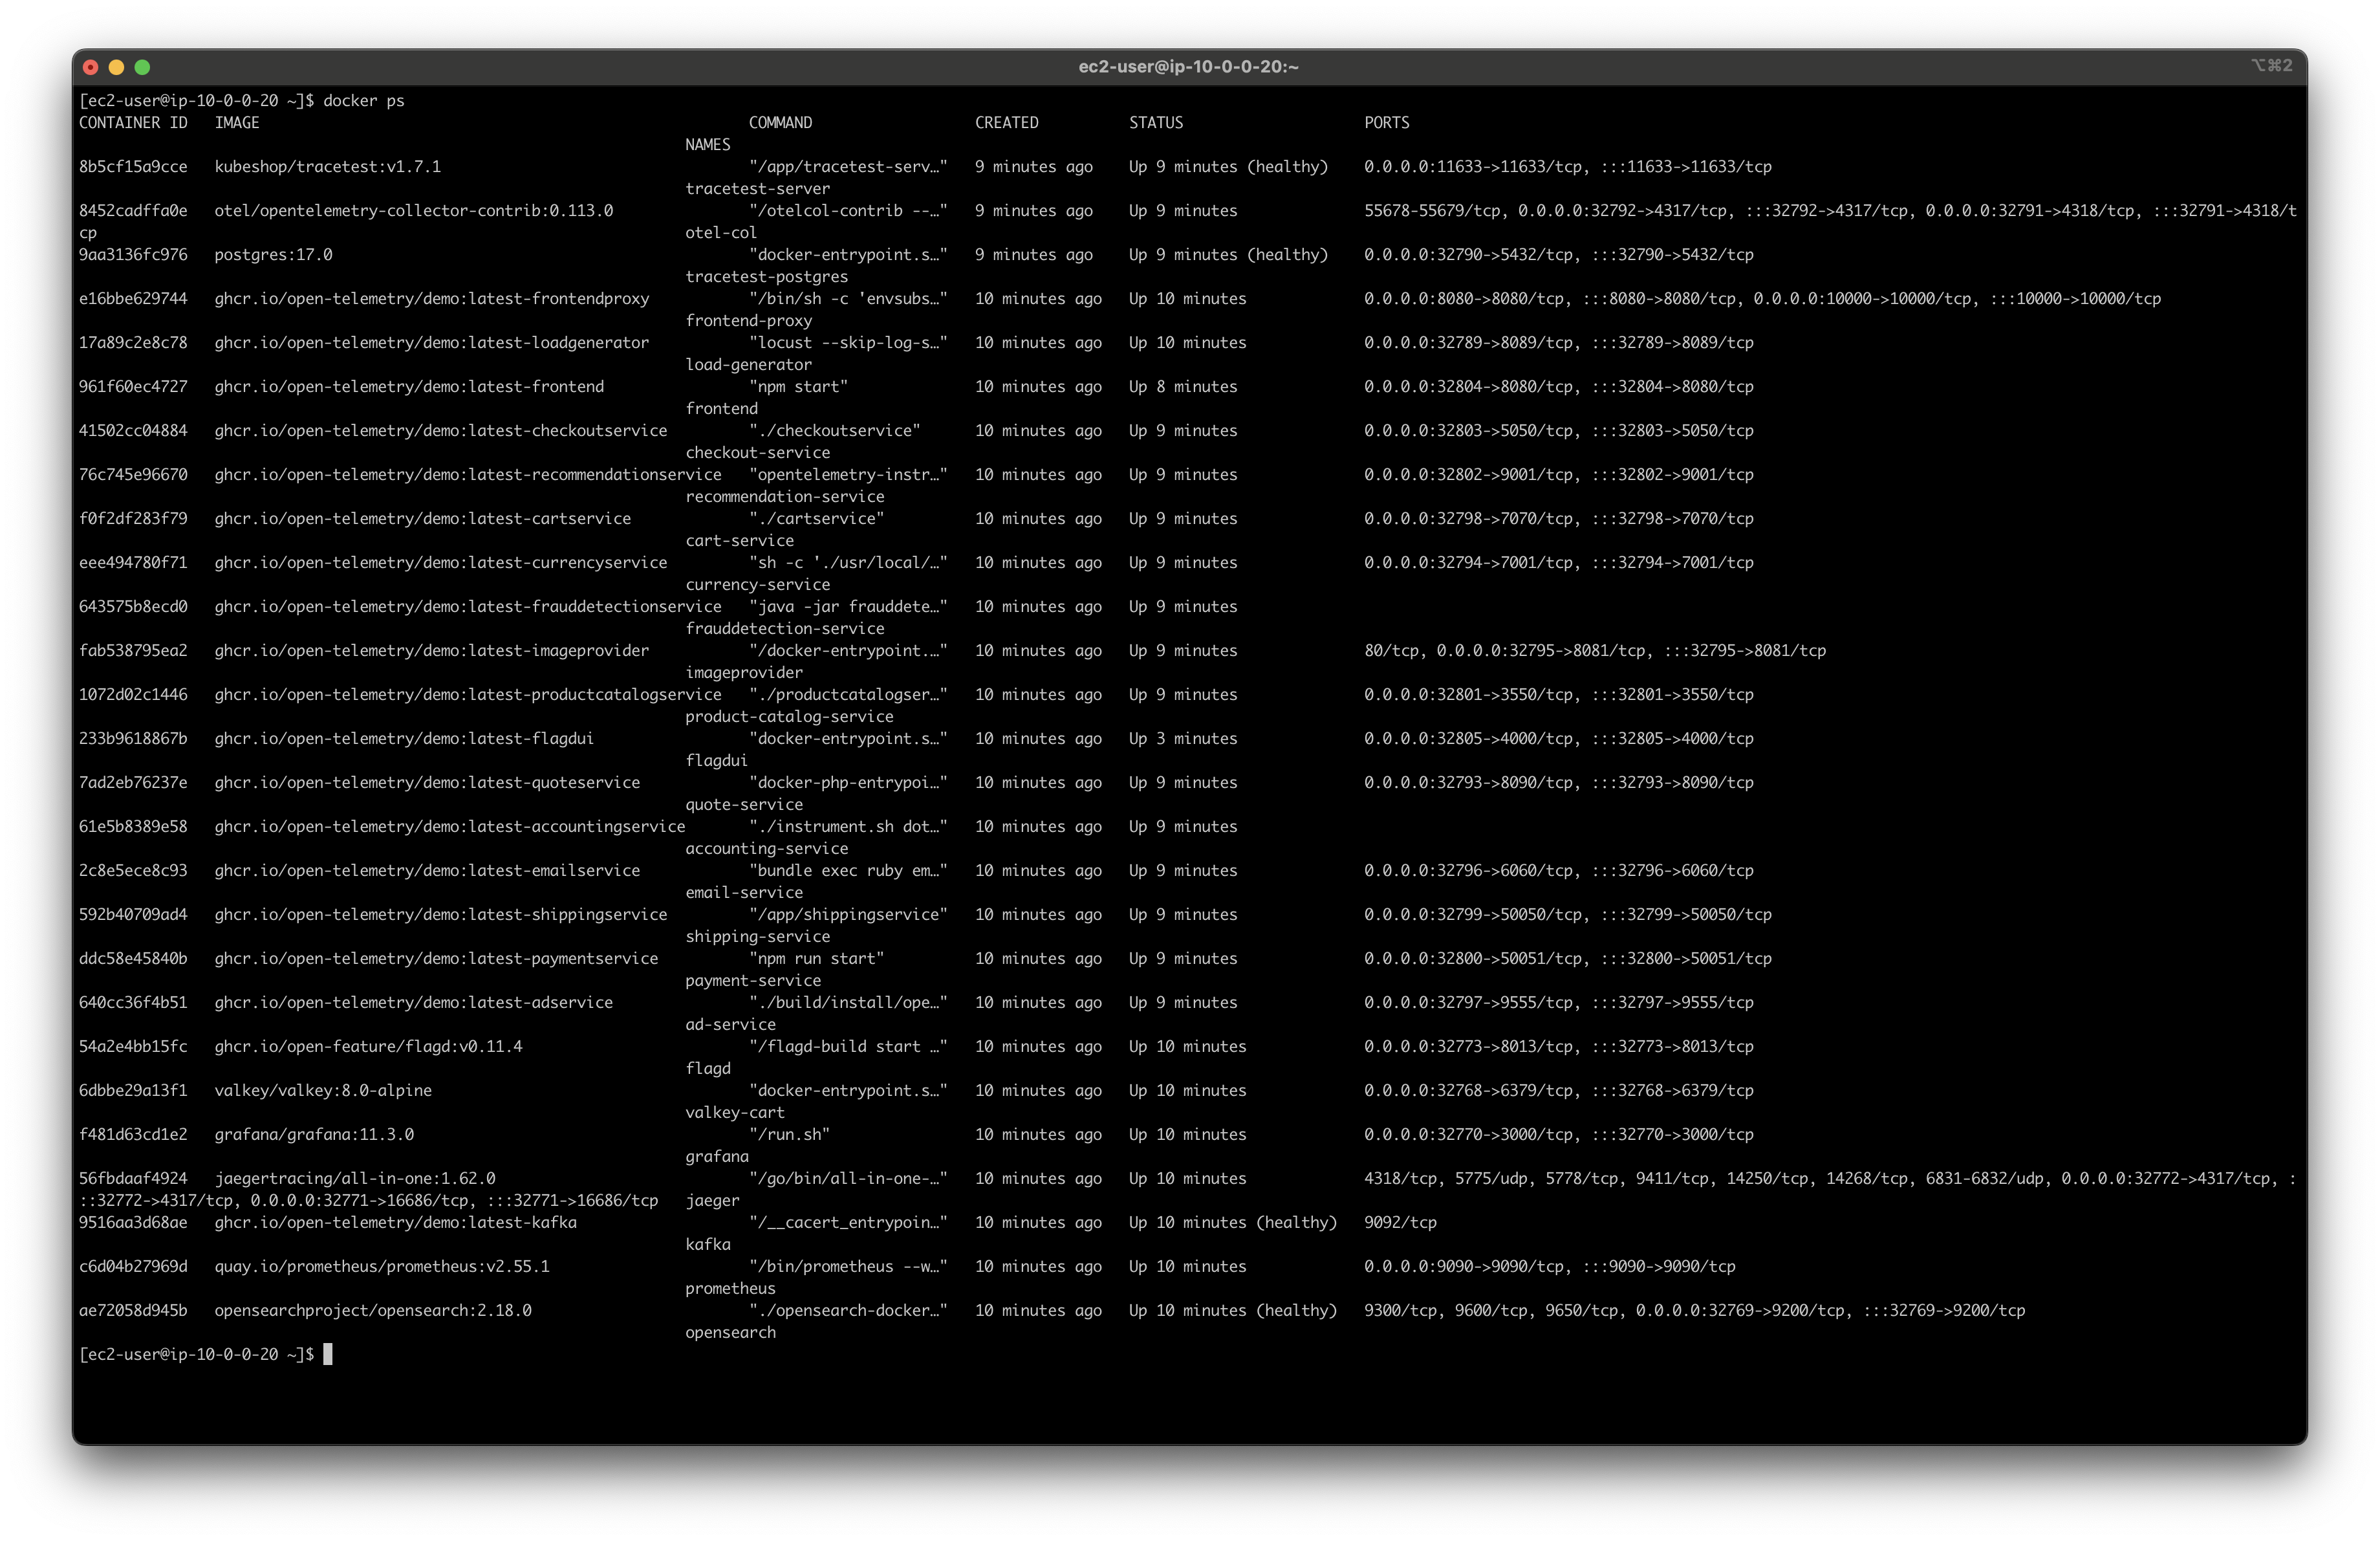 ec2-user@ip-10-0-0-20:~
⌥⌘2
[ec2-user@ip-10-0-0-20 ~]$ docker ps
CONTAINER ID   IMAGE   COMMAND   CREATED   STATUS   PORTS
NAMES
8b5cf15a9cce   kubeshop/tracetest:v1.7.1   "/app/tracetest-serv…"   9 minutes ago   Up 9 minutes (healthy)   0.0.0.0:11633->11633/tcp, :::11633->11633/tcp
tracetest-server
8452cadffa0e   otel/opentelemetry-collector-contrib:0.113.0   "/otelcol-contrib --…"   9 minutes ago   Up 9 minutes   55678-55679/tcp, 0.0.0.0:32792->4317/tcp, :::32792->4317/tcp, 0.0.0.0:32791->4318/tcp, :::32791->4318/t
cp   otel-col
9aa3136fc976   postgres:17.0   "docker-entrypoint.s…"   9 minutes ago   Up 9 minutes (healthy)   0.0.0.0:32790->5432/tcp, :::32790->5432/tcp
tracetest-postgres
e16bbe629744   ghcr.io/open-telemetry/demo:latest-frontendproxy   "/bin/sh -c 'envsubs…"   10 minutes ago   Up 10 minutes   0.0.0.0:8080->8080/tcp, :::8080->8080/tcp, 0.0.0.0:10000->10000/tcp, :::10000->10000/tcp
frontend-proxy
17a89c2e8c78   ghcr.io/open-telemetry/demo:latest-loadgenerator   "locust --skip-log-s…"   10 minutes ago   Up 10 minutes   0.0.0.0:32789->8089/tcp, :::32789->8089/tcp
load-generator
961f60ec4727   ghcr.io/open-telemetry/demo:latest-frontend   "npm start"   10 minutes ago   Up 8 minutes   0.0.0.0:32804->8080/tcp, :::32804->8080/tcp
frontend
41502cc04884   ghcr.io/open-telemetry/demo:latest-checkoutservice   "./checkoutservice"   10 minutes ago   Up 9 minutes   0.0.0.0:32803->5050/tcp, :::32803->5050/tcp
checkout-service
76c745e96670   ghcr.io/open-telemetry/demo:latest-recommendationservice   "opentelemetry-instr…"   10 minutes ago   Up 9 minutes   0.0.0.0:32802->9001/tcp, :::32802->9001/tcp
recommendation-service
f0f2df283f79   ghcr.io/open-telemetry/demo:latest-cartservice   "./cartservice"   10 minutes ago   Up 9 minutes   0.0.0.0:32798->7070/tcp, :::32798->7070/tcp
cart-service
eee494780f71   ghcr.io/open-telemetry/demo:latest-currencyservice   "sh -c './usr/local/…"   10 minutes ago   Up 9 minutes   0.0.0.0:32794->7001/tcp, :::32794->7001/tcp
currency-service
643575b8ecd0   ghcr.io/open-telemetry/demo:latest-frauddetectionservice   "java -jar frauddete…"   10 minutes ago   Up 9 minutes
frauddetection-service
fab538795ea2   ghcr.io/open-telemetry/demo:latest-imageprovider   "/docker-entrypoint.…"   10 minutes ago   Up 9 minutes   80/tcp, 0.0.0.0:32795->8081/tcp, :::32795->8081/tcp
imageprovider
1072d02c1446   ghcr.io/open-telemetry/demo:latest-productcatalogservice   "./productcatalogser…"   10 minutes ago   Up 9 minutes   0.0.0.0:32801->3550/tcp, :::32801->3550/tcp
product-catalog-service
233b9618867b   ghcr.io/open-telemetry/demo:latest-flagdui   "docker-entrypoint.s…"   10 minutes ago   Up 3 minutes   0.0.0.0:32805->4000/tcp, :::32805->4000/tcp
flagdui
7ad2eb76237e   ghcr.io/open-telemetry/demo:latest-quoteservice   "docker-php-entrypoi…"   10 minutes ago   Up 9 minutes   0.0.0.0:32793->8090/tcp, :::32793->8090/tcp
quote-service
61e5b8389e58   ghcr.io/open-telemetry/demo:latest-accountingservice   "./instrument.sh dot…"   10 minutes ago   Up 9 minutes
accounting-service
2c8e5ece8c93   ghcr.io/open-telemetry/demo:latest-emailservice   "bundle exec ruby em…"   10 minutes ago   Up 9 minutes   0.0.0.0:32796->6060/tcp, :::32796->6060/tcp
email-service
592b40709ad4   ghcr.io/open-telemetry/demo:latest-shippingservice   "/app/shippingservice"   10 minutes ago   Up 9 minutes   0.0.0.0:32799->50050/tcp, :::32799->50050/tcp
shipping-service
ddc58e45840b   ghcr.io/open-telemetry/demo:latest-paymentservice   "npm run start"   10 minutes ago   Up 9 minutes   0.0.0.0:32800->50051/tcp, :::32800->50051/tcp
payment-service
640cc36f4b51   ghcr.io/open-telemetry/demo:latest-adservice   "./build/install/ope…"   10 minutes ago   Up 9 minutes   0.0.0.0:32797->9555/tcp, :::32797->9555/tcp
ad-service
54a2e4bb15fc   ghcr.io/open-feature/flagd:v0.11.4   "/flagd-build start …"   10 minutes ago   Up 10 minutes   0.0.0.0:32773->8013/tcp, :::32773->8013/tcp
flagd
6dbbe29a13f1   valkey/valkey:8.0-alpine   "docker-entrypoint.s…"   10 minutes ago   Up 10 minutes   0.0.0.0:32768->6379/tcp, :::32768->6379/tcp
valkey-cart
f481d63cd1e2   grafana/grafana:11.3.0   "/run.sh"   10 minutes ago   Up 10 minutes   0.0.0.0:32770->3000/tcp, :::32770->3000/tcp
grafana
56fbdaaf4924   jaegertracing/all-in-one:1.62.0   "/go/bin/all-in-one-…"   10 minutes ago   Up 10 minutes   4318/tcp, 5775/udp, 5778/tcp, 9411/tcp, 14250/tcp, 14268/tcp, 6831-6832/udp, 0.0.0.0:32772->4317/tcp, :
::32772->4317/tcp, 0.0.0.0:32771->16686/tcp, :::32771->16686/tcp   jaeger
9516aa3d68ae   ghcr.io/open-telemetry/demo:latest-kafka   "/__cacert_entrypoin…"   10 minutes ago   Up 10 minutes (healthy)   9092/tcp
kafka
c6d04b27969d   quay.io/prometheus/prometheus:v2.55.1   "/bin/prometheus --w…"   10 minutes ago   Up 10 minutes   0.0.0.0:9090->9090/tcp, :::9090->9090/tcp
prometheus
ae72058d945b   opensearchproject/opensearch:2.18.0   "./opensearch-docker…"   10 minutes ago   Up 10 minutes (healthy)   9300/tcp, 9600/tcp, 9650/tcp, 0.0.0.0:32769->9200/tcp, :::32769->9200/tcp
opensearch
[ec2-user@ip-10-0-0-20 ~]$